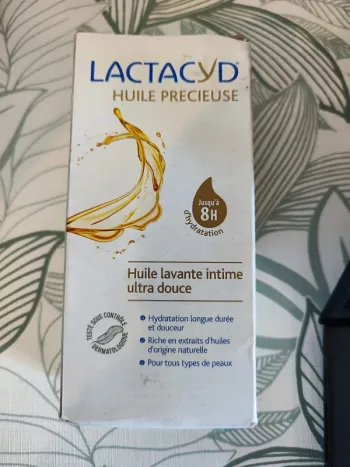 LACTACYD
HUILE PRECIEUSE
Jusqu'à
8H
d'hydratation
Huile lavante intime
ultra douce
TESTÉ SOUS CONTRÔLE
DERMATOLOGIQUE
Hydratation longue durée
et douceur
Riche en extraits d'huiles
d'origine naturelle
Pour tous types de peaux